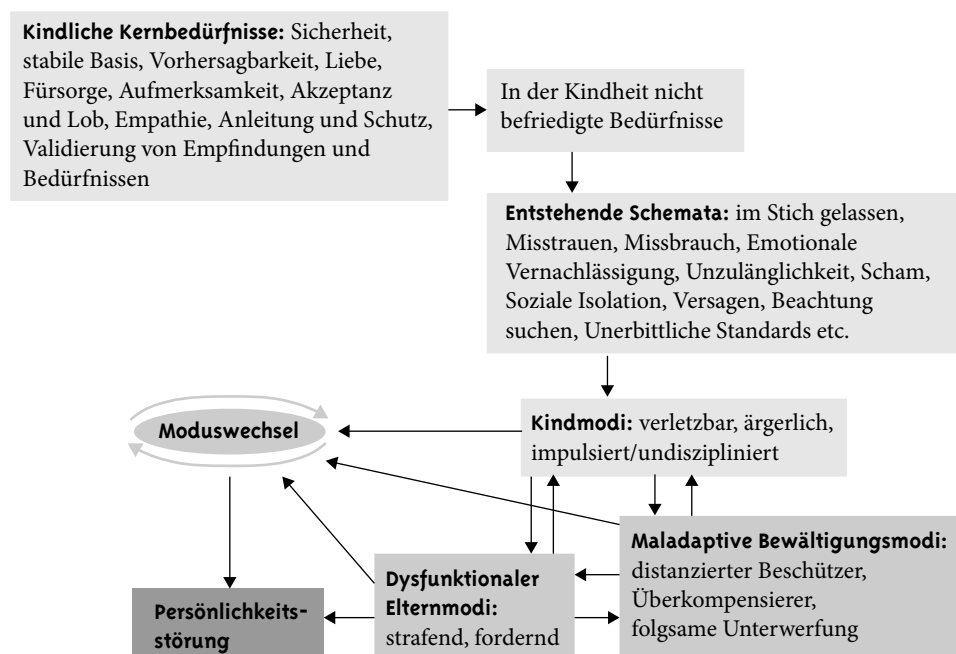 Kindliche Kernbedürfnisse: Sicherheit,
stabile Basis, Vorhersagbarkeit, Liebe,
Fürsorge, Aufmerksamkeit, Akzeptanz
und Lob, Empathie, Anleitung und Schutz,
Validierung von Empfindungen und
Bedürfnissen
In der Kindheit nicht
befriedigte Bedürfnisse
Entstehende Schemata: im Stich gelassen,
Misstrauen, Missbrauch, Emotionale
Vernachlässigung, Unzulänglichkeit, Scham,
Soziale Isolation, Versagen, Beachtung
suchen, Unerbittliche Standards etc.
Moduswechsel
Kindmodi: verletzbar, ärgerlich,
impulsiert/undiszipliniert
Maladaptive Bewältigungsmodi:
distanzierter Beschützer,
Überkompensierer,
folgsame Unterwerfung
Dysfunktionaler
Elternmodi:
strafend, fordernd
Persönlichkeits-
störung